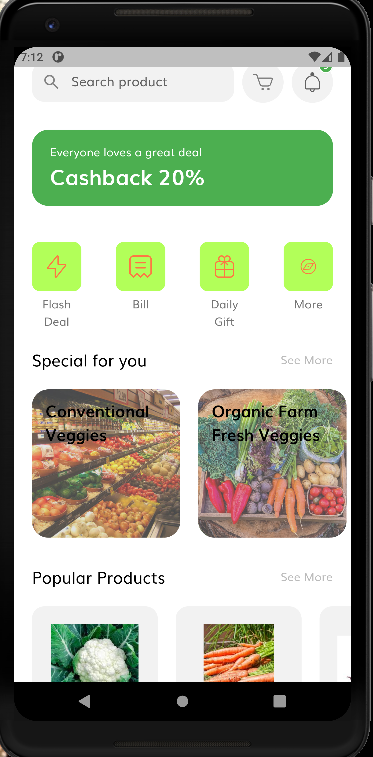 7:12
Search product
Everyone loves a great deal
Cashback 20%
Flash Deal
Bill
Daily Gift
More
Special for you
See More
Conventional
Veggies
Organic Farm
Fresh Veggies
Popular Products
See More